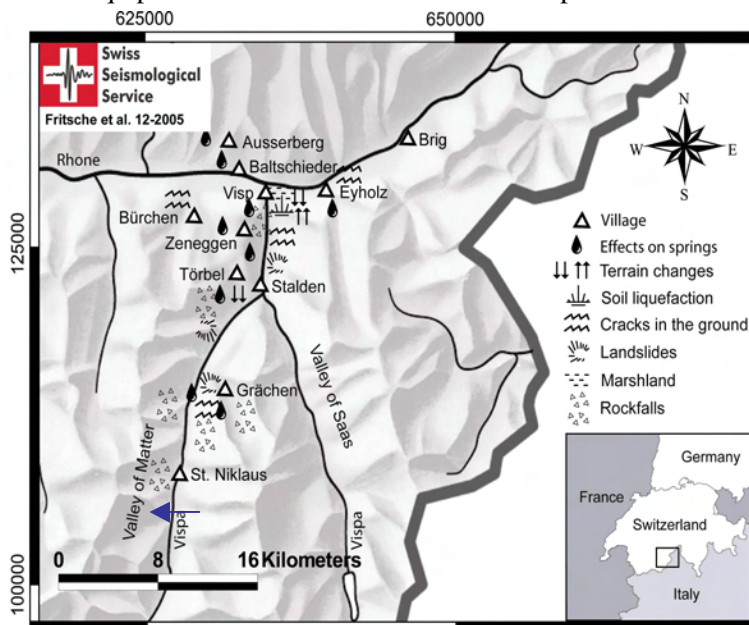 625000
650000
Swiss
Seismological
Service
Fritsche et al. 12-2005
Ausserberg
Brig
Rhone
Baltschieder
Visp
Eyholz
Bürchen
Zeneggen
Törbel
Stalden
125000
Valley of Saas
Grächen
Valley of Matter
St. Niklaus
Vispa
Vispa
0 8 16 Kilometers
100000
N
W E
S
Village
Effects on springs
Terrain changes
Soil liquefaction
Cracks in the ground
Landslides
Marshland
Rockfalls
Germany
France
Switzerland
Italy